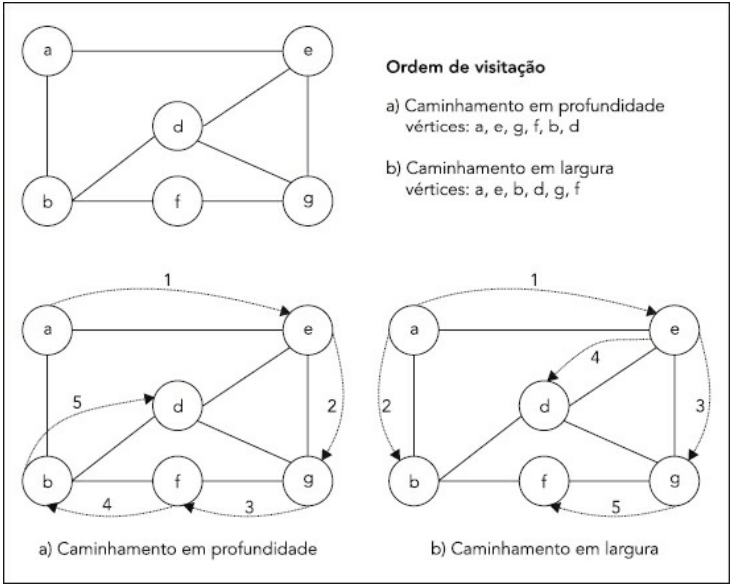 a
e
d
b
f
g
Ordem de visitação
a) Caminhamento em profundidade
vértices: a, e, g, f, b, d
b) Caminhamento em largura
vértices: a, e, b, d, g, f
1
a
e
5
d
2
b
f
g
4
3
a) Caminhamento em profundidade
1
a
e
4
2
d
3
b
f
g
5
b) Caminhamento em largura